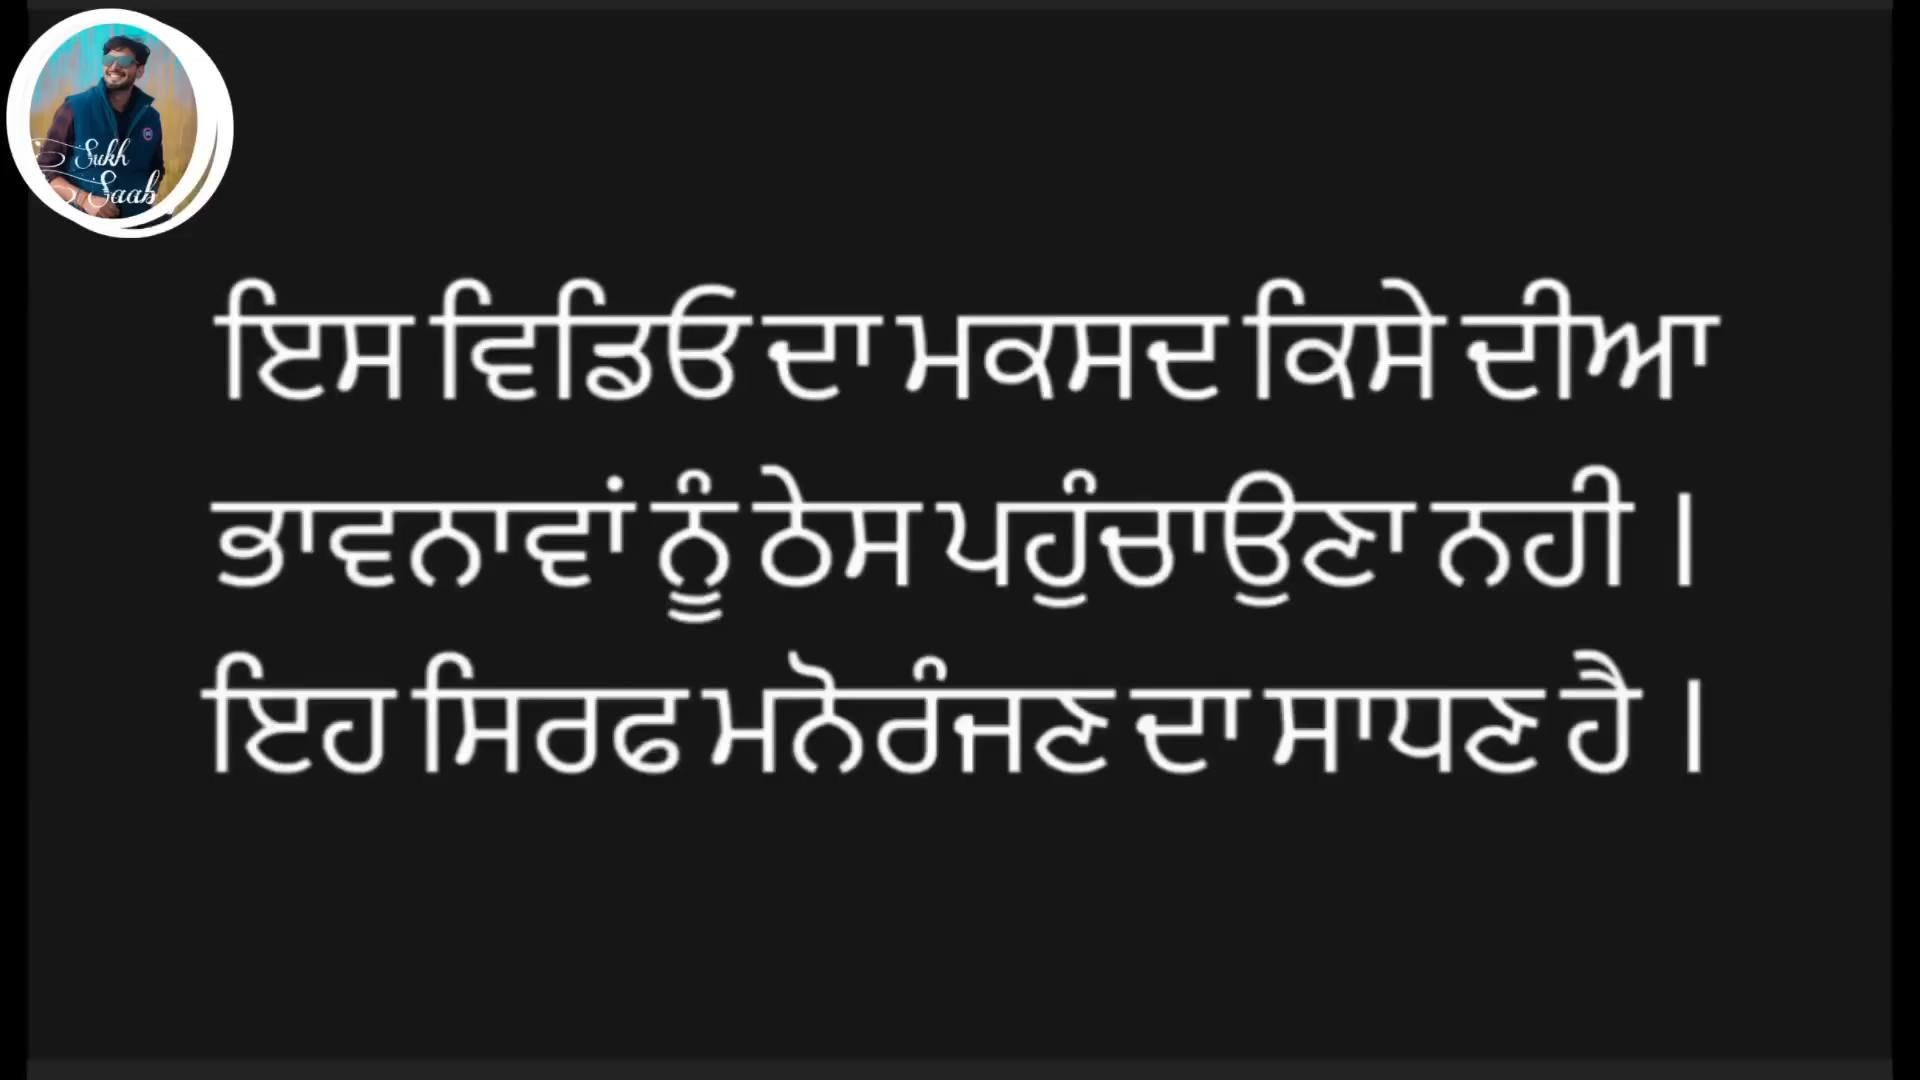 Sukh
Saab
ਇਸ ਵਿਡਿਓ ਦਾ ਮਕਸਦ ਕਿਸੇ ਦੀਆ
ਭਾਵਨਾਵਾਂ ਨੂੰ ਠੇਸ ਪਹੁੰਚਾਉਣਾ ਨਹੀ ।
ਇਹ ਸਿਰਫ ਮਨੋਰੰਜਣ ਦਾ ਸਾਧਣ ਹੈ ।